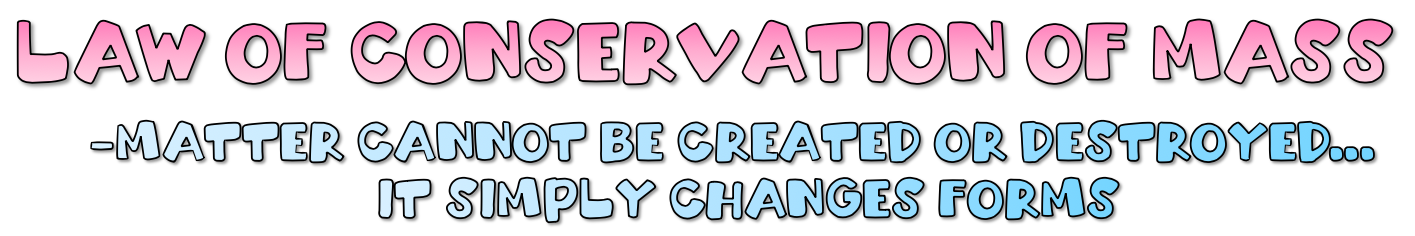 LAW OF CONSERVATION OF MASS
-MATTER CANNOT BE CREATED OR DESTROYED...
IT SIMPLY CHANGES FORMS